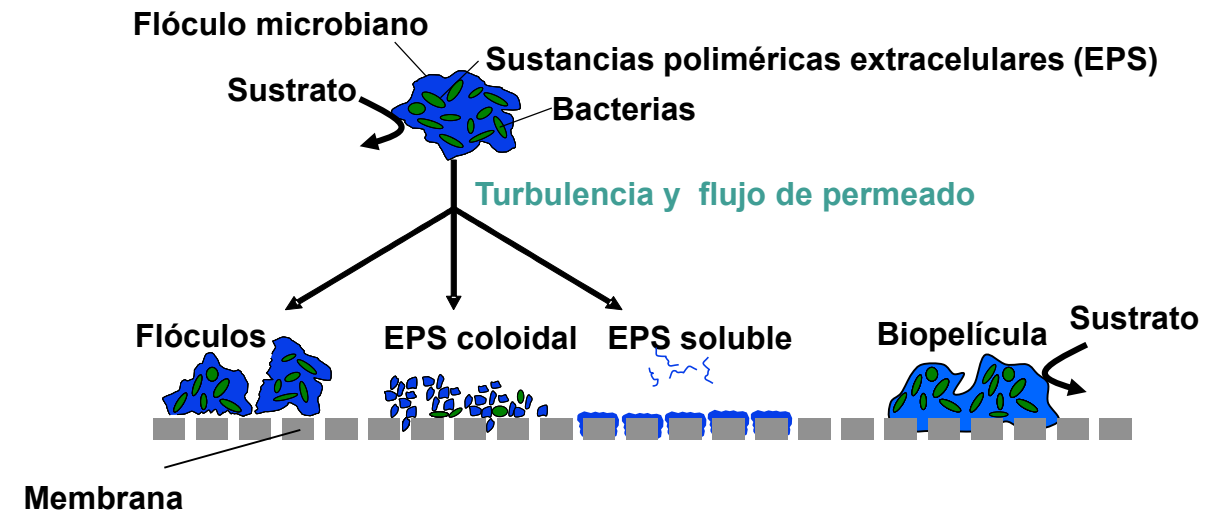 Flóculo microbiano
Sustancias poliméricas extracelulares (EPS)
Sustrato
Bacterias
Turbulencia y flujo de permeado
Flóculos
EPS coloidal
EPS soluble
Biopelícula
Sustrato
Membrana